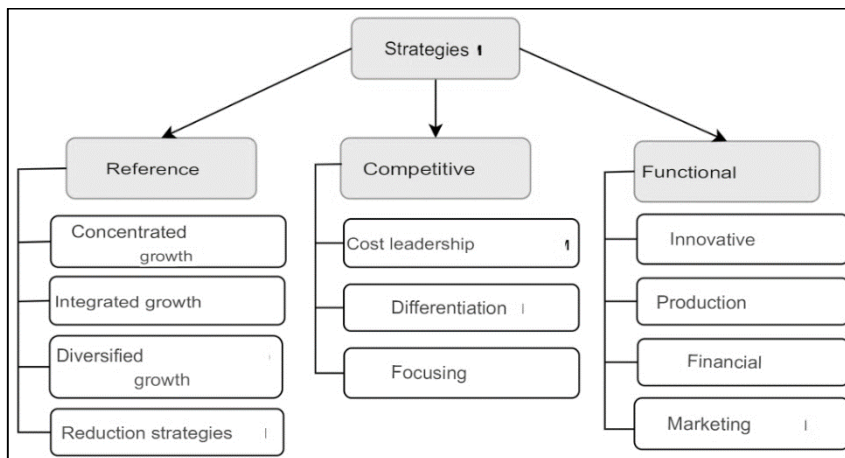 Strategies
Reference
Concentrated
growth
Integrated growth
Diversified
growth
Reduction strategies
Competitive
Cost leadership
Differentiation
Focusing
Functional
Innovative
Production
Financial
Marketing